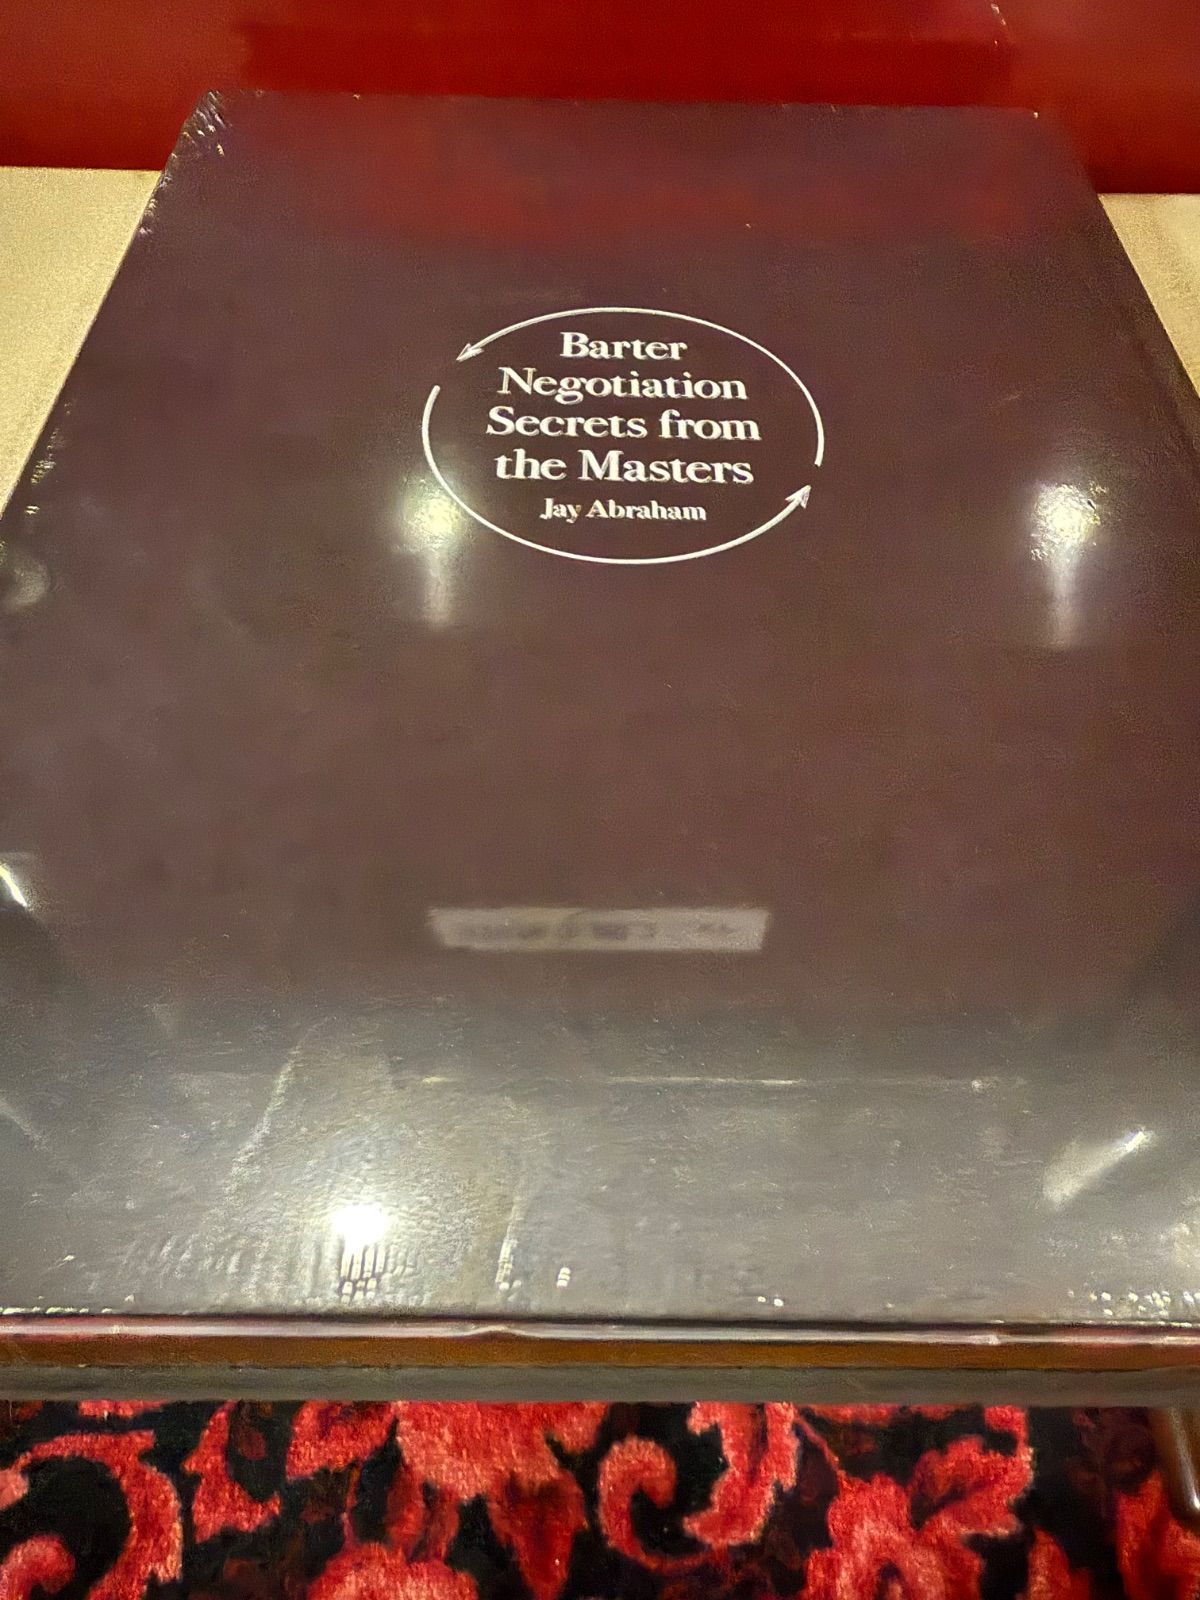 Barter
Negotiation
Secrets from
the Masters
Jay Abraham